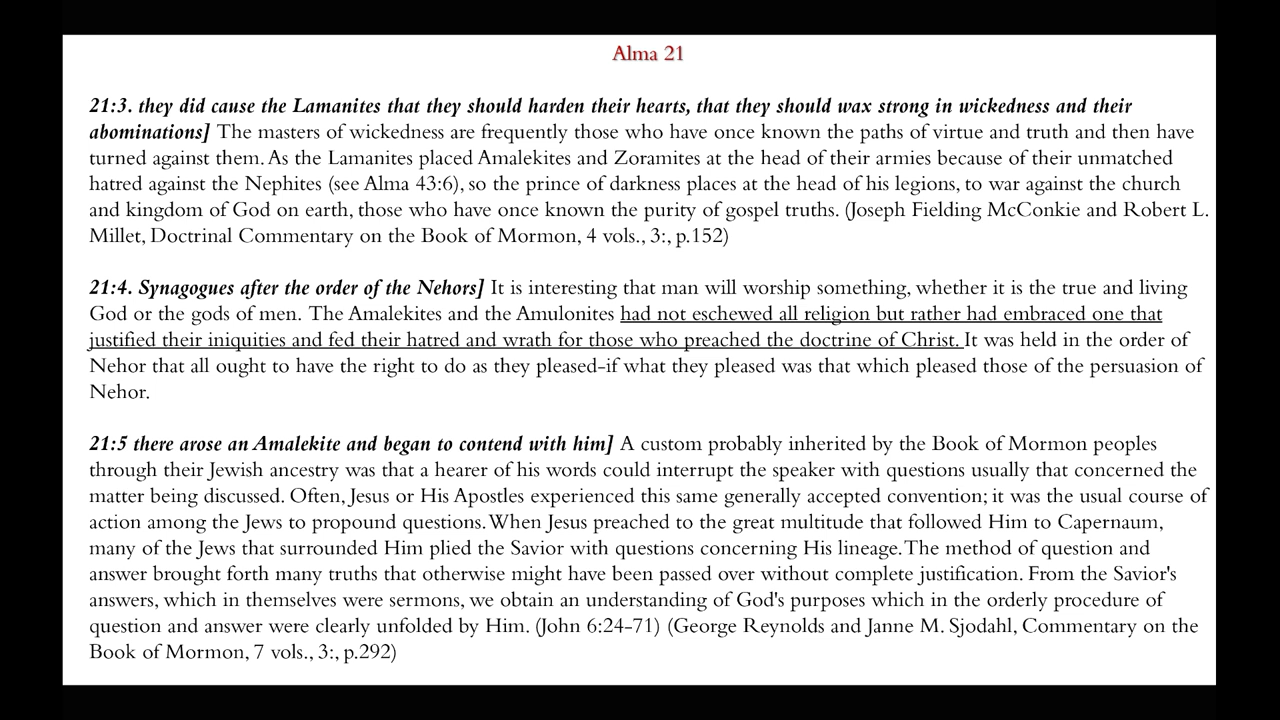 Alma 21
21:3. they did cause the Lamanites that they should harden their hearts, that they should wax strong in wickedness and their
abominations] The masters of wickedness are frequently those who have once known the paths of virtue and truth and then have
turned against them. As the Lamanites placed Amalekites and Zoramites at the head of their armies because of their unmatched
hatred against the Nephites (see Alma 43:6), so the prince of darkness places at the head of his legions, to war against the church
and kingdom of God on earth, those who have once known the purity of gospel truths. (Joseph Fielding McConkie and Robert L.
Millet, Doctrinal Commentary on the Book of Mormon, 4 vols., 3:, p.152)
21:4. Synagogues after the order of the Nehors] It is interesting that man will worship something, whether it is the true and living
God or the gods of men. The Amalekites and the Amulonites had not eschewed all religion but rather had embraced one that
justified their iniquities and fed their hatred and wrath for those who preached the doctrine of Christ. It was held in the order of
Nehor that all ought to have the right to do as they pleased-if what they pleased was that which pleased those of the persuasion of
Nehor.
21:5 there arose an Amalekite and began to contend with him] A custom probably inherited by the Book of Mormon peoples
through their Jewish ancestry was that a hearer of his words could interrupt the speaker with questions usually that concerned the
matter being discussed. Often, Jesus or His Apostles experienced this same generally accepted convention; it was the usual course of
action among the Jews to propound questions. When Jesus preached to the great multitude that followed Him to Capernaum,
many of the Jews that surrounded Him plied the Savior with questions concerning His lineage. The method of question and
answer brought forth many truths that otherwise might have been passed over without complete justification. From the Savior's
answers, which in themselves were sermons, we obtain an understanding of God's purposes which in the orderly procedure of
question and answer were clearly unfolded by Him. (John 6:24-71) (George Reynolds and Janne M. Sjodahl, Commentary on the
Book of Mormon, 7 vols., 3:, p.292)